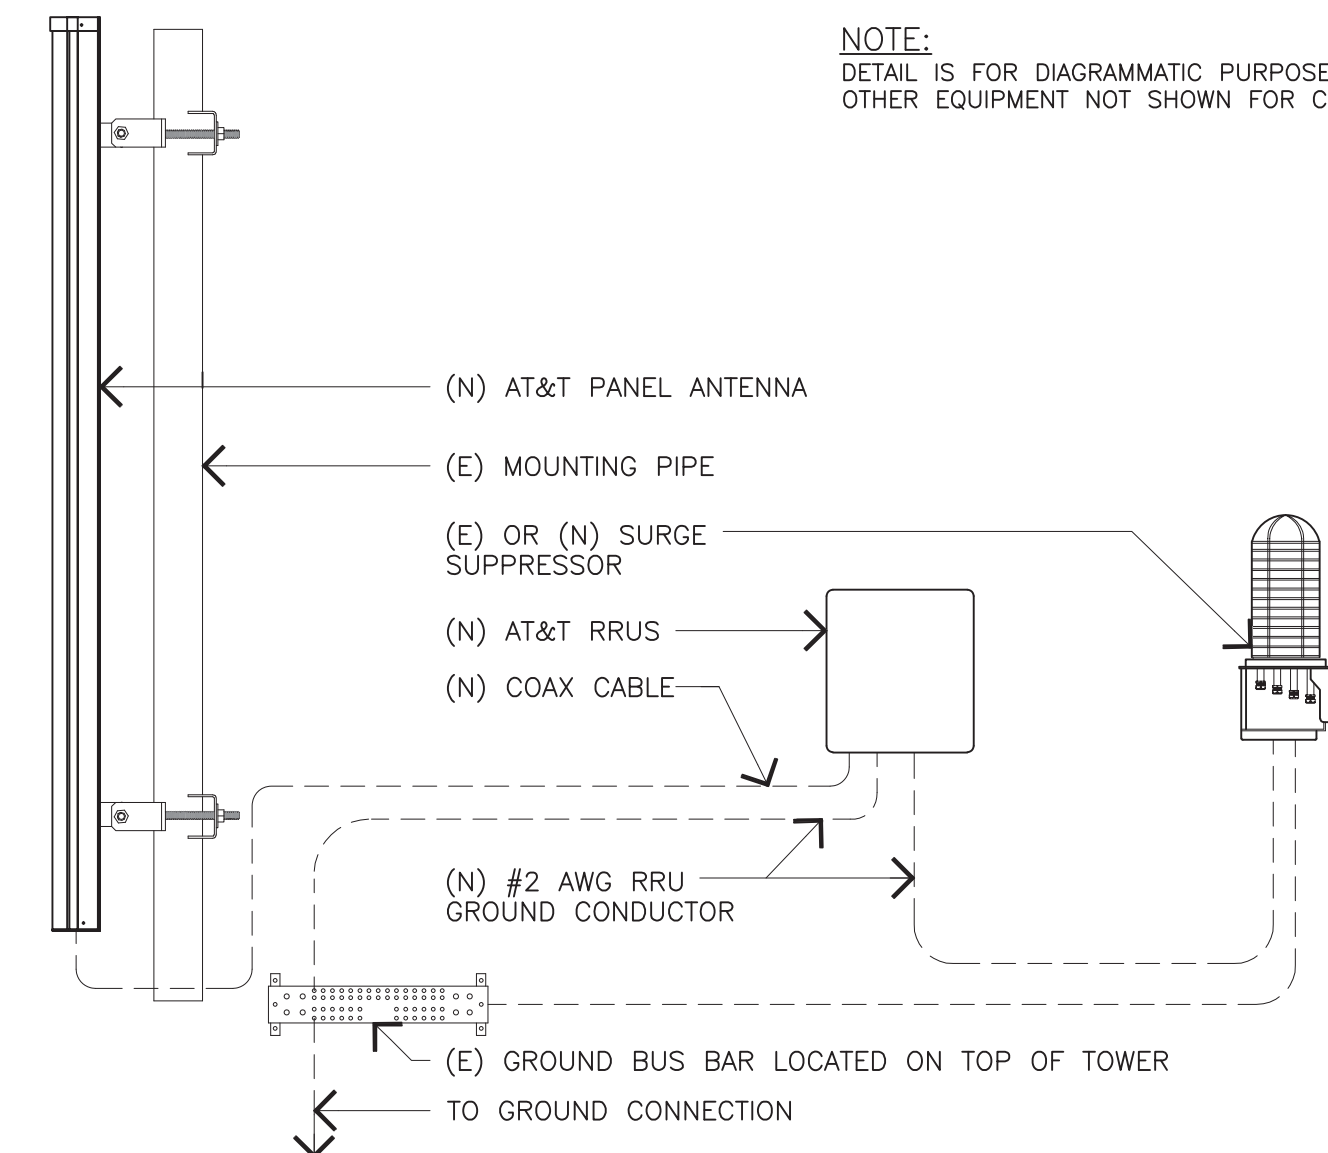 NOTE:
DETAIL IS FOR DIAGRAMMATIC PURPOSE
OTHER EQUIPMENT NOT SHOWN FOR C
(N) AT&T PANEL ANTENNA
(E) MOUNTING PIPE
(E) OR (N) SURGE
SUPPRESSOR
(N) AT&T RRUS
(N) COAX CABLE
(N) #2 AWG RRU
GROUND CONDUCTOR
(E) GROUND BUS BAR LOCATED ON TOP OF TOWER
TO GROUND CONNECTION